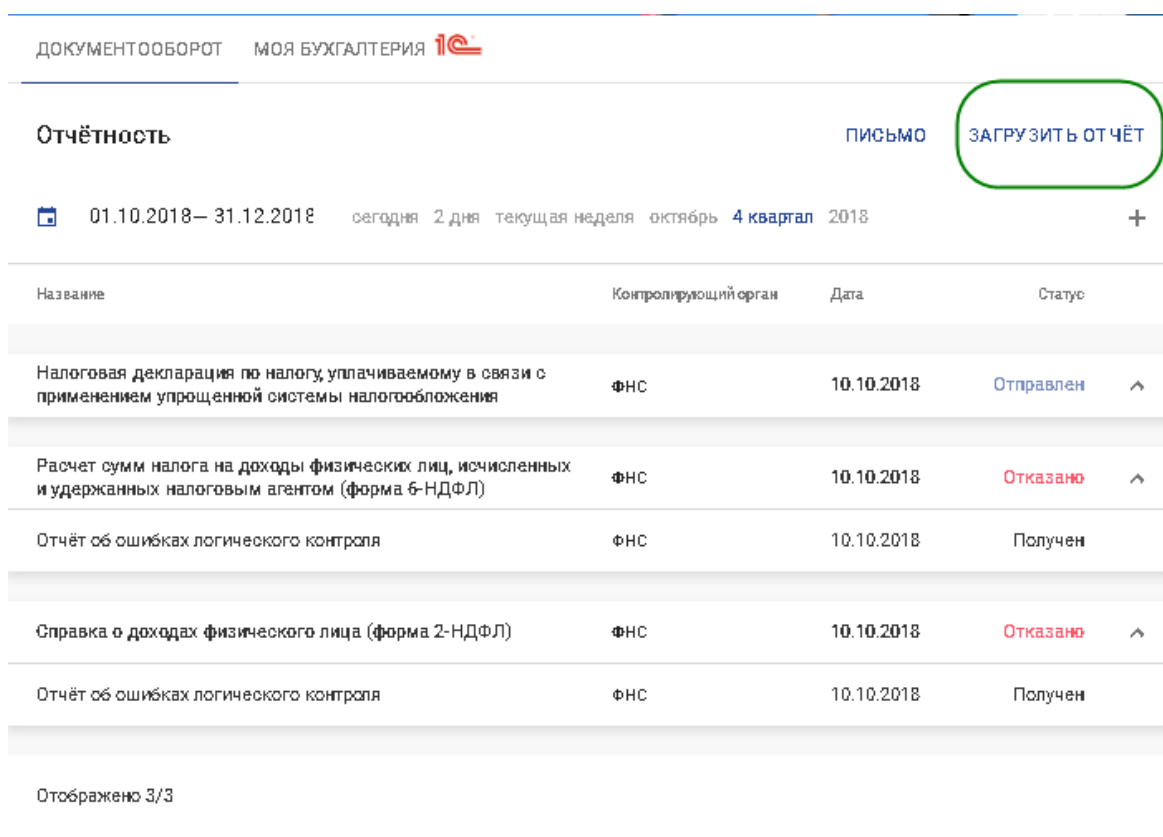 ДОКУМЕНТООБОРОТ МОЯ БУХГАЛТЕРИЯ 1С
Отчётность ПИСЬМО ЗАГРУЗИТЬ ОТЧЁТ
01.10.2018— 31.12.2018 сегодня 2 дня текущая неделя октябрь 4 квартал 2018 +
Название Контролирующий орган Дата Статус
Налоговая декларация по налогу, уплачиваемому в связи с
применением упрощенной системы налогообложения ФНС 10.10.2018 Отправлен
Расчет сумм налога на доходы физических лиц, исчисленных
и удержанных налоговым агентом (форма 6-НДФЛ) ФНС 10.10.2018 Отказано
Отчёт об ошибках логического контроля ФНС 10.10.2018 Получен
Справка о доходах физического лица (форма 2-НДФЛ) ФНС 10.10.2018 Отказано
Отчёт об ошибках логического контроля ФНС 10.10.2018 Получен
Отображено 3/3